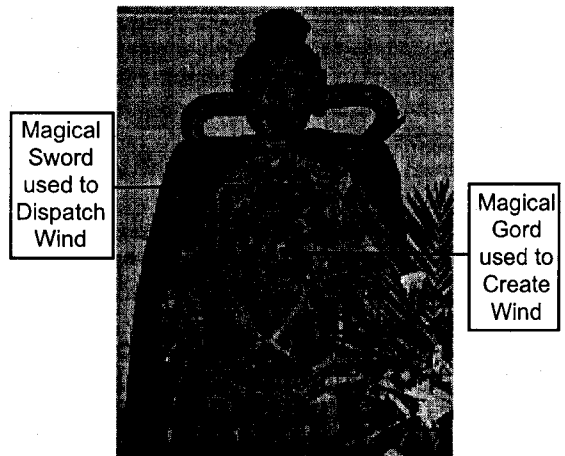 Magical
Sword
used to
Dispatch
Wind
Magical
Gord
used to
Create
Wind